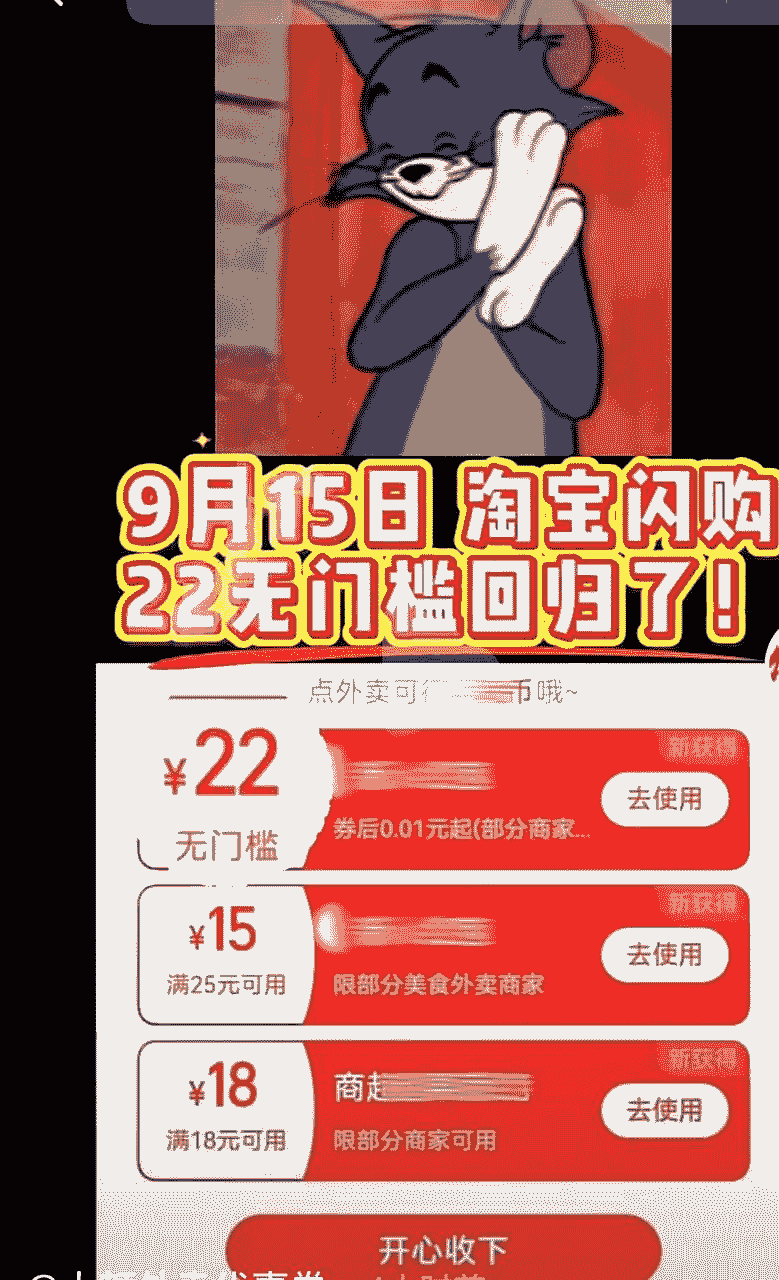 9月15日 淘宝闪购
22无门槛回归了!
点外卖可 币哦~
¥22
无门槛
新获得
券后0.01元起(部分商家...
去使用
¥15
满25元可用
新获得
限部分美食外卖商家
去使用
¥18
满18元可用
新获得
商超
限部分商家可用
去使用
开心收下